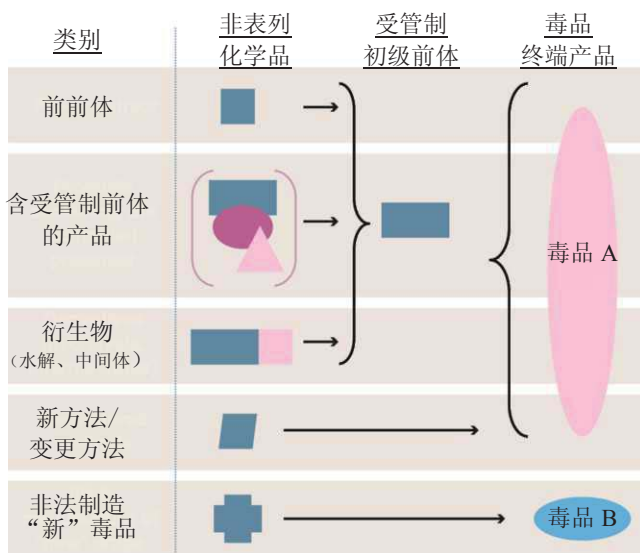 类别
非表列
化学品
受管制
初级前体
毒品
终端产品
前前体
含受管制前体
的产品
毒品 A
衍生物
（水解、中间体）
新方法/
变更方法
非法制造
“新”毒品
毒品 B